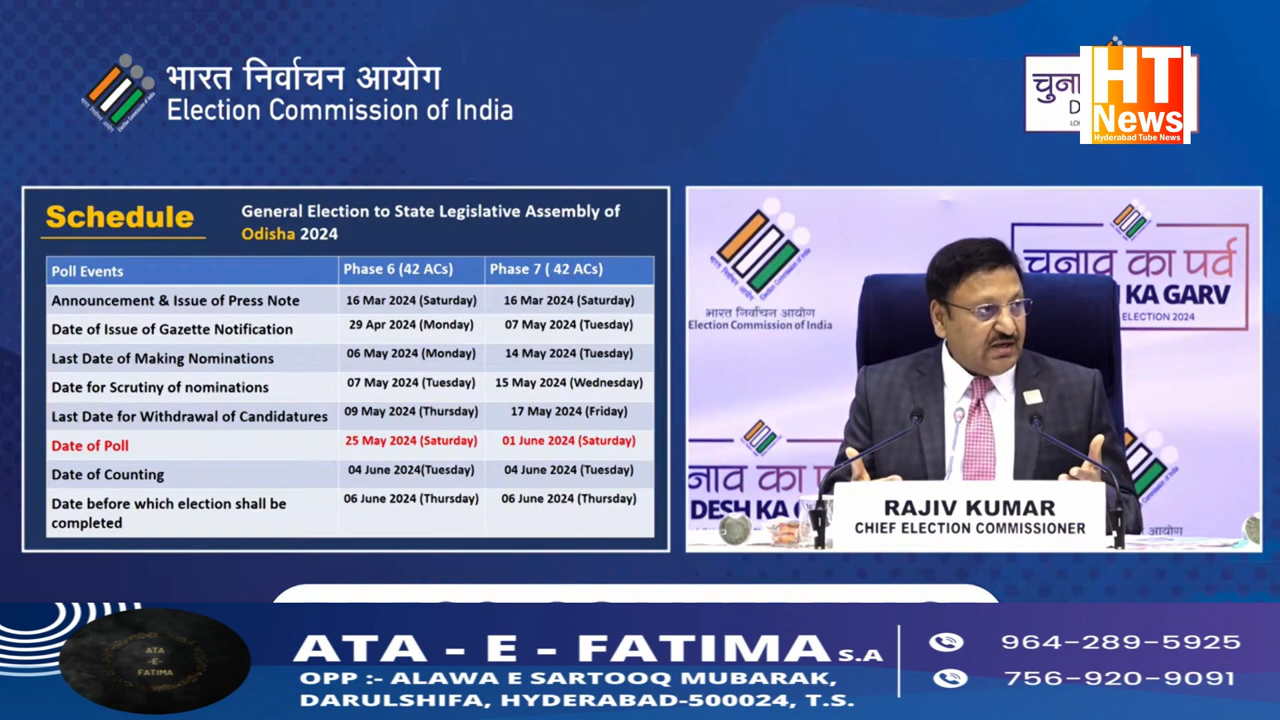 भारत निर्वाचन आयोग
Election Commission of India
चुना
D
LO
HT
News
Hyderabad Tube News
Schedule
General Election to State Legislative Assembly of
Odisha 2024
Poll Events Phase 6 (42 ACs) Phase 7 ( 42 ACs)
Announcement & Issue of Press Note 16 Mar 2024 (Saturday) 16 Mar 2024 (Saturday)
Date of Issue of Gazette Notification 29 Apr 2024 (Monday) 07 May 2024 (Tuesday)
Last Date of Making Nominations 06 May 2024 (Monday) 14 May 2024 (Tuesday)
Date for Scrutiny of nominations 07 May 2024 (Tuesday) 15 May 2024 (Wednesday)
Last Date for Withdrawal of Candidatures 09 May 2024 (Thursday) 17 May 2024 (Friday)
Date of Poll 25 May 2024 (Saturday) 01 June 2024 (Saturday)
Date of Counting 04 June 2024(Tuesday) 04 June 2024 (Tuesday)
Date before which election shall be
completed 06 June 2024 (Thursday) 06 June 2024 (Thursday)
भारत निर्वाचन आयोग
Election Commission of India
चुनाव का पर्व
KA GARV
ELECTION 2024
नाव का प
DESH KA
आयोग
RAJIV KUMAR
CHIEF ELECTION COMMISSIONER
ATA
-E-
FATIMA
ATA - E - FATIMA S.A
OPP :- ALAWA E SARTOOQ MUBARAK,
DARULSHIFA, HYDERABAD-500024, T.S.
964-289-5925
756-920-9091